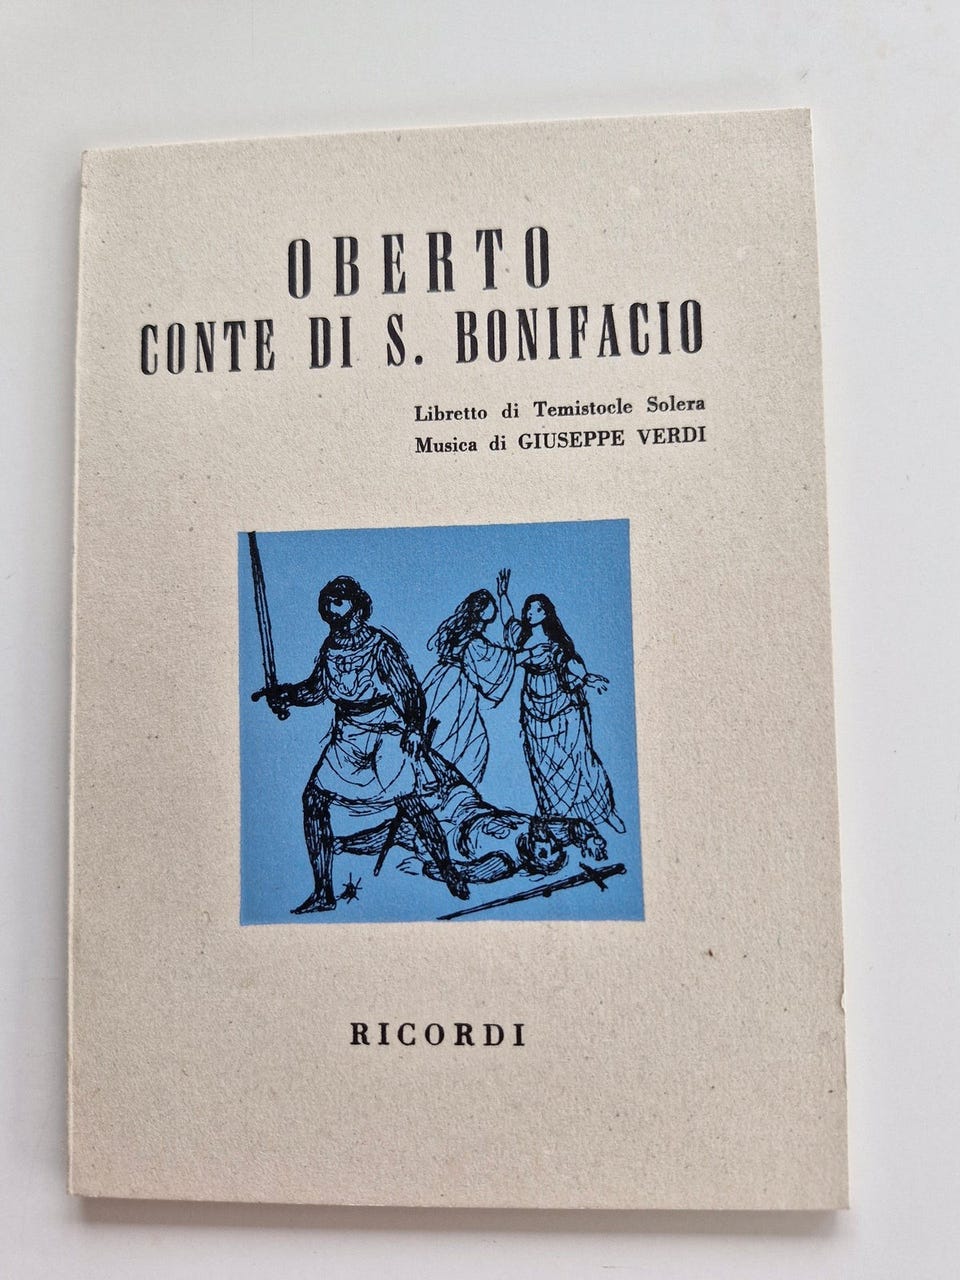 OBERTO
CONTE DI S. BONIFACIO
Libretto di Temistocle Solera
Musica di GIUSEPPE VERDI
RICORDI